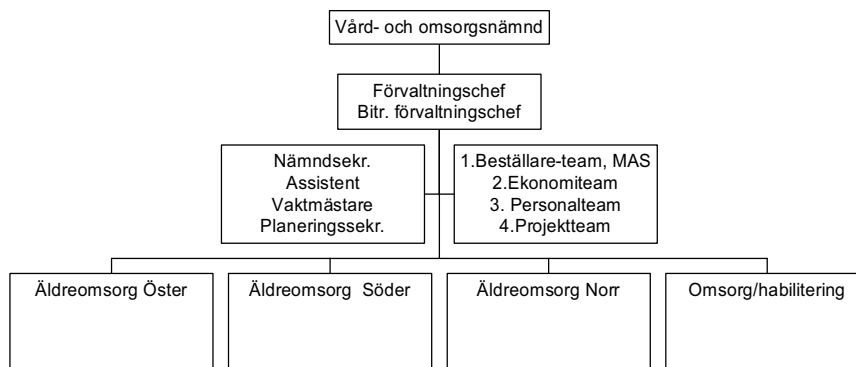 Vård- och omsorgsnämnd
Förvaltningschef
Bitr. förvaltningschef
Nämndsekr.
Assistent
Vaktmästare
Planeringssekr.
1.Beställare-team, MAS
2.Ekonomiteam
3. Personalteam
4.Projektteam
Äldreomsorg Öster
Äldreomsorg Söder
Äldreomsorg Norr
Omsorg/habilitering